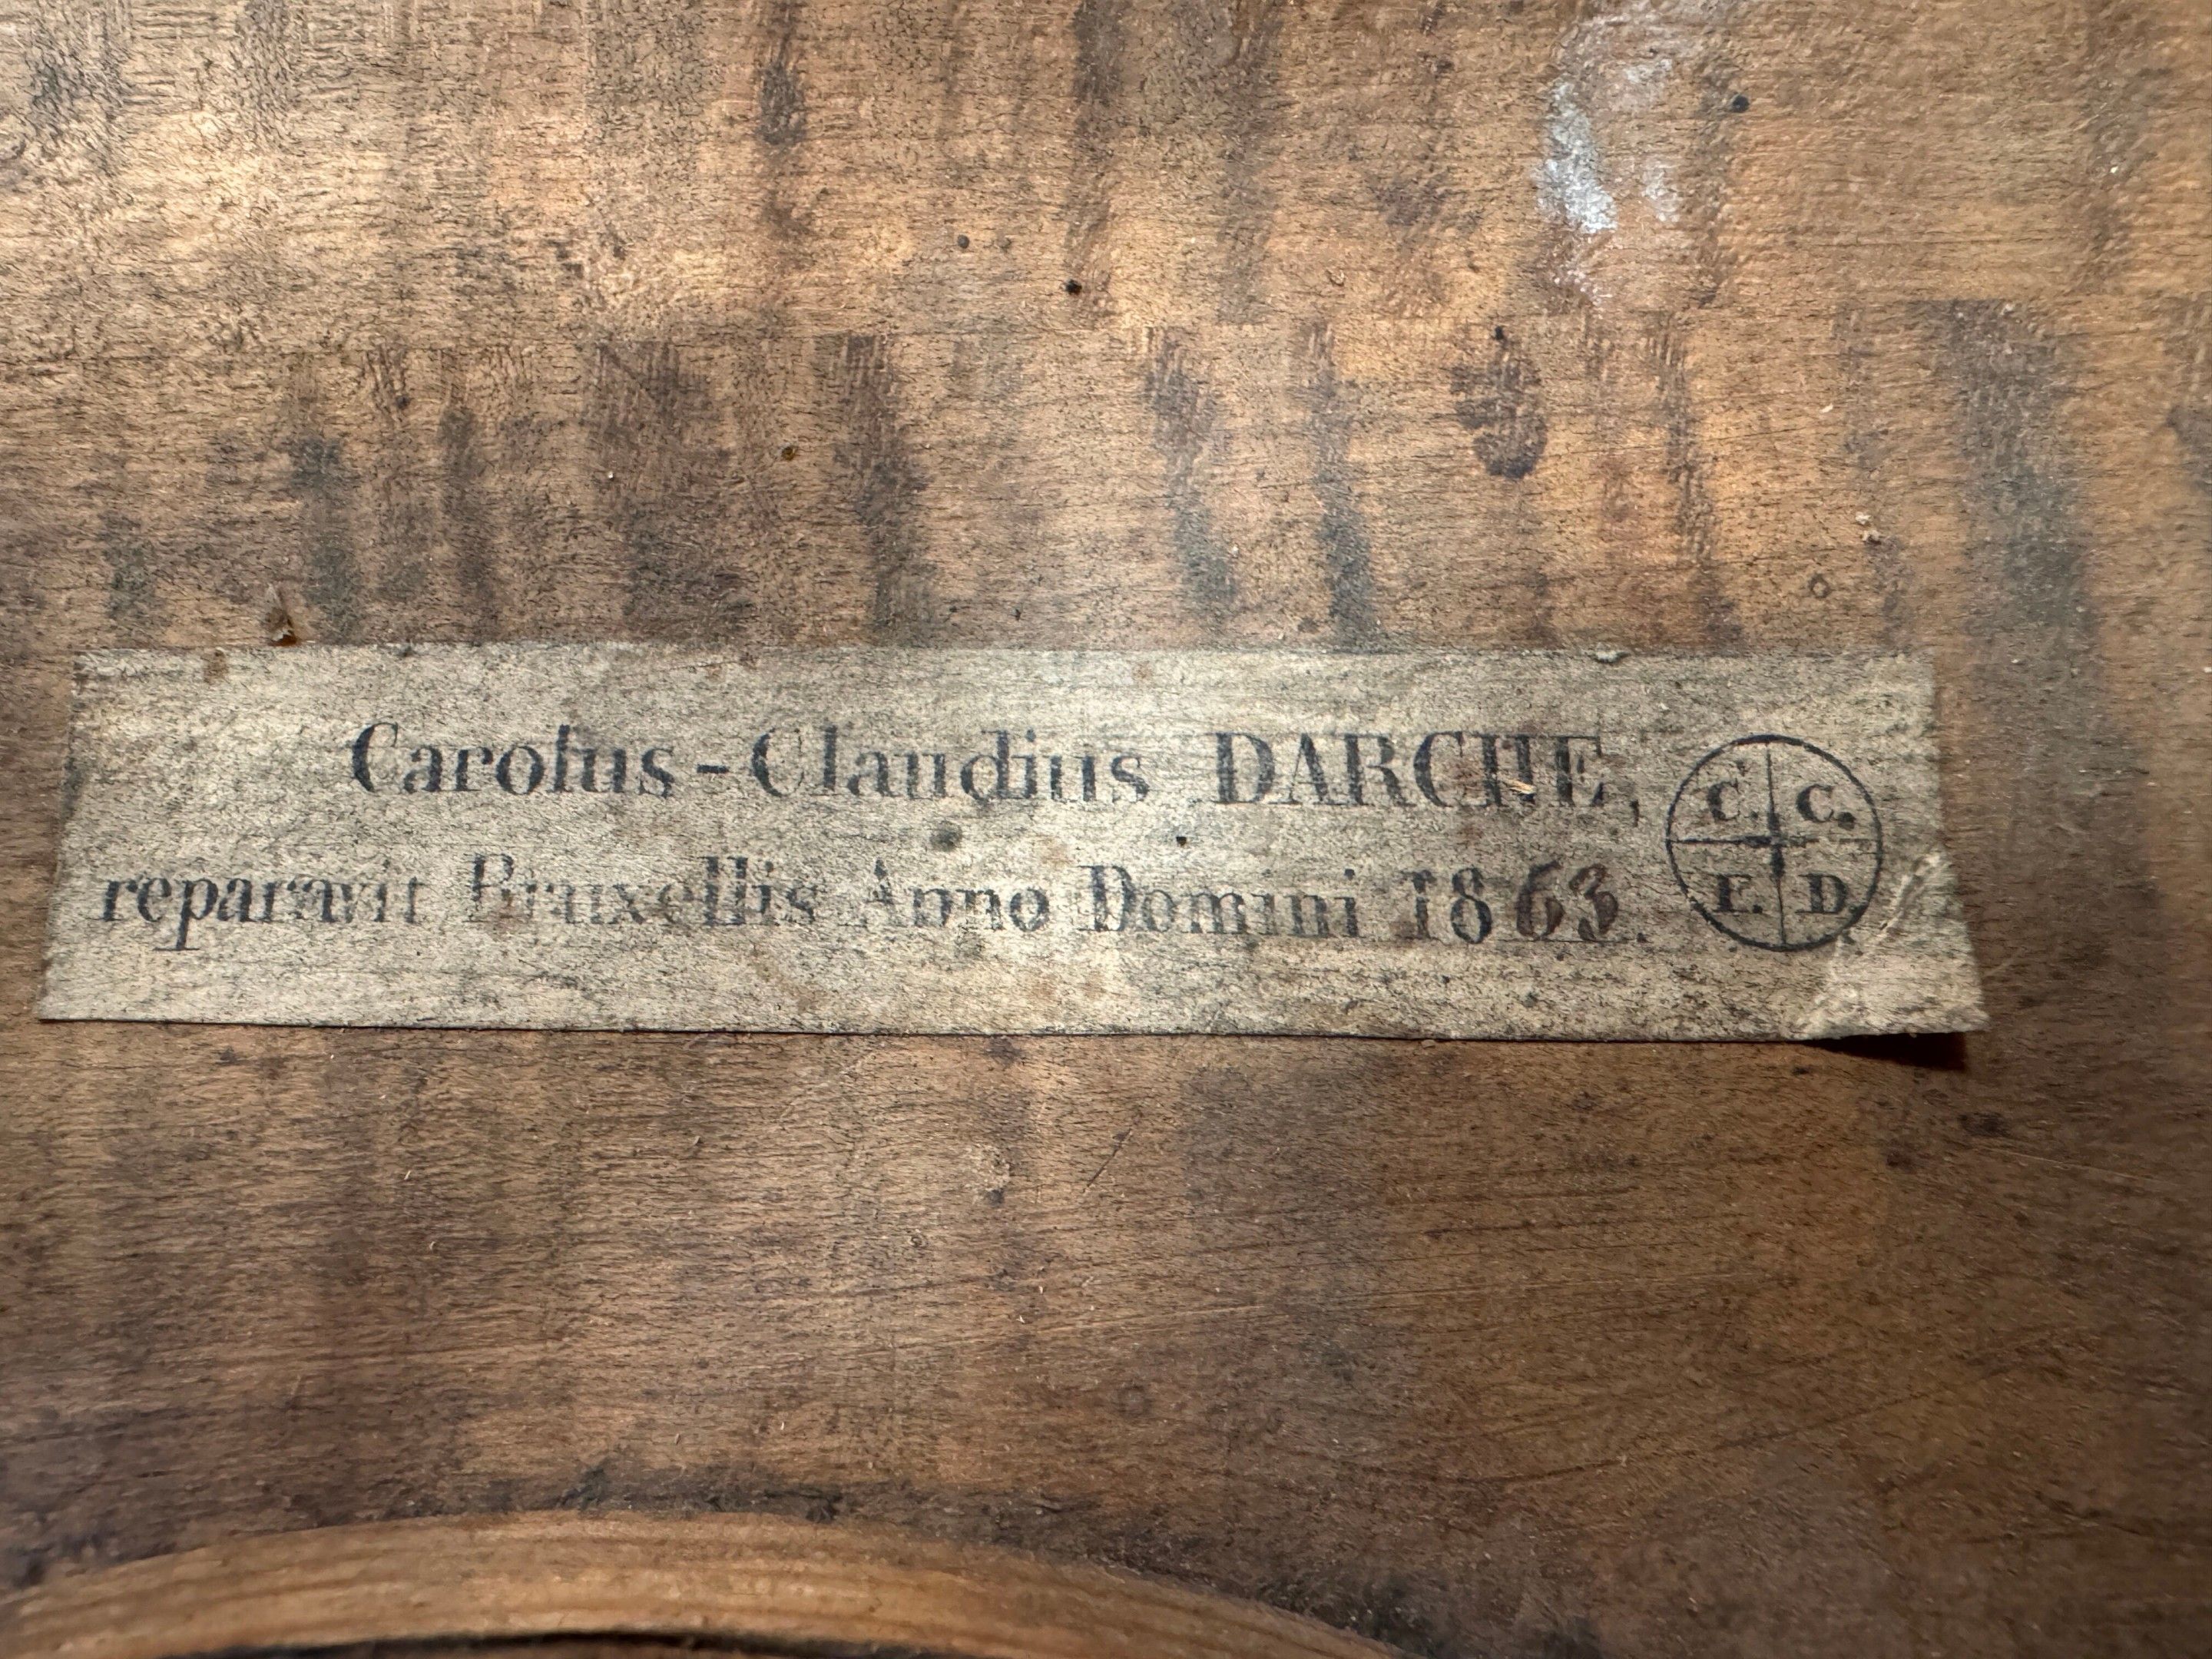 Carolus-Claudius DARCHE,
reparavit Bruxellis Anno Domini 1863.
C. C.
F. D.